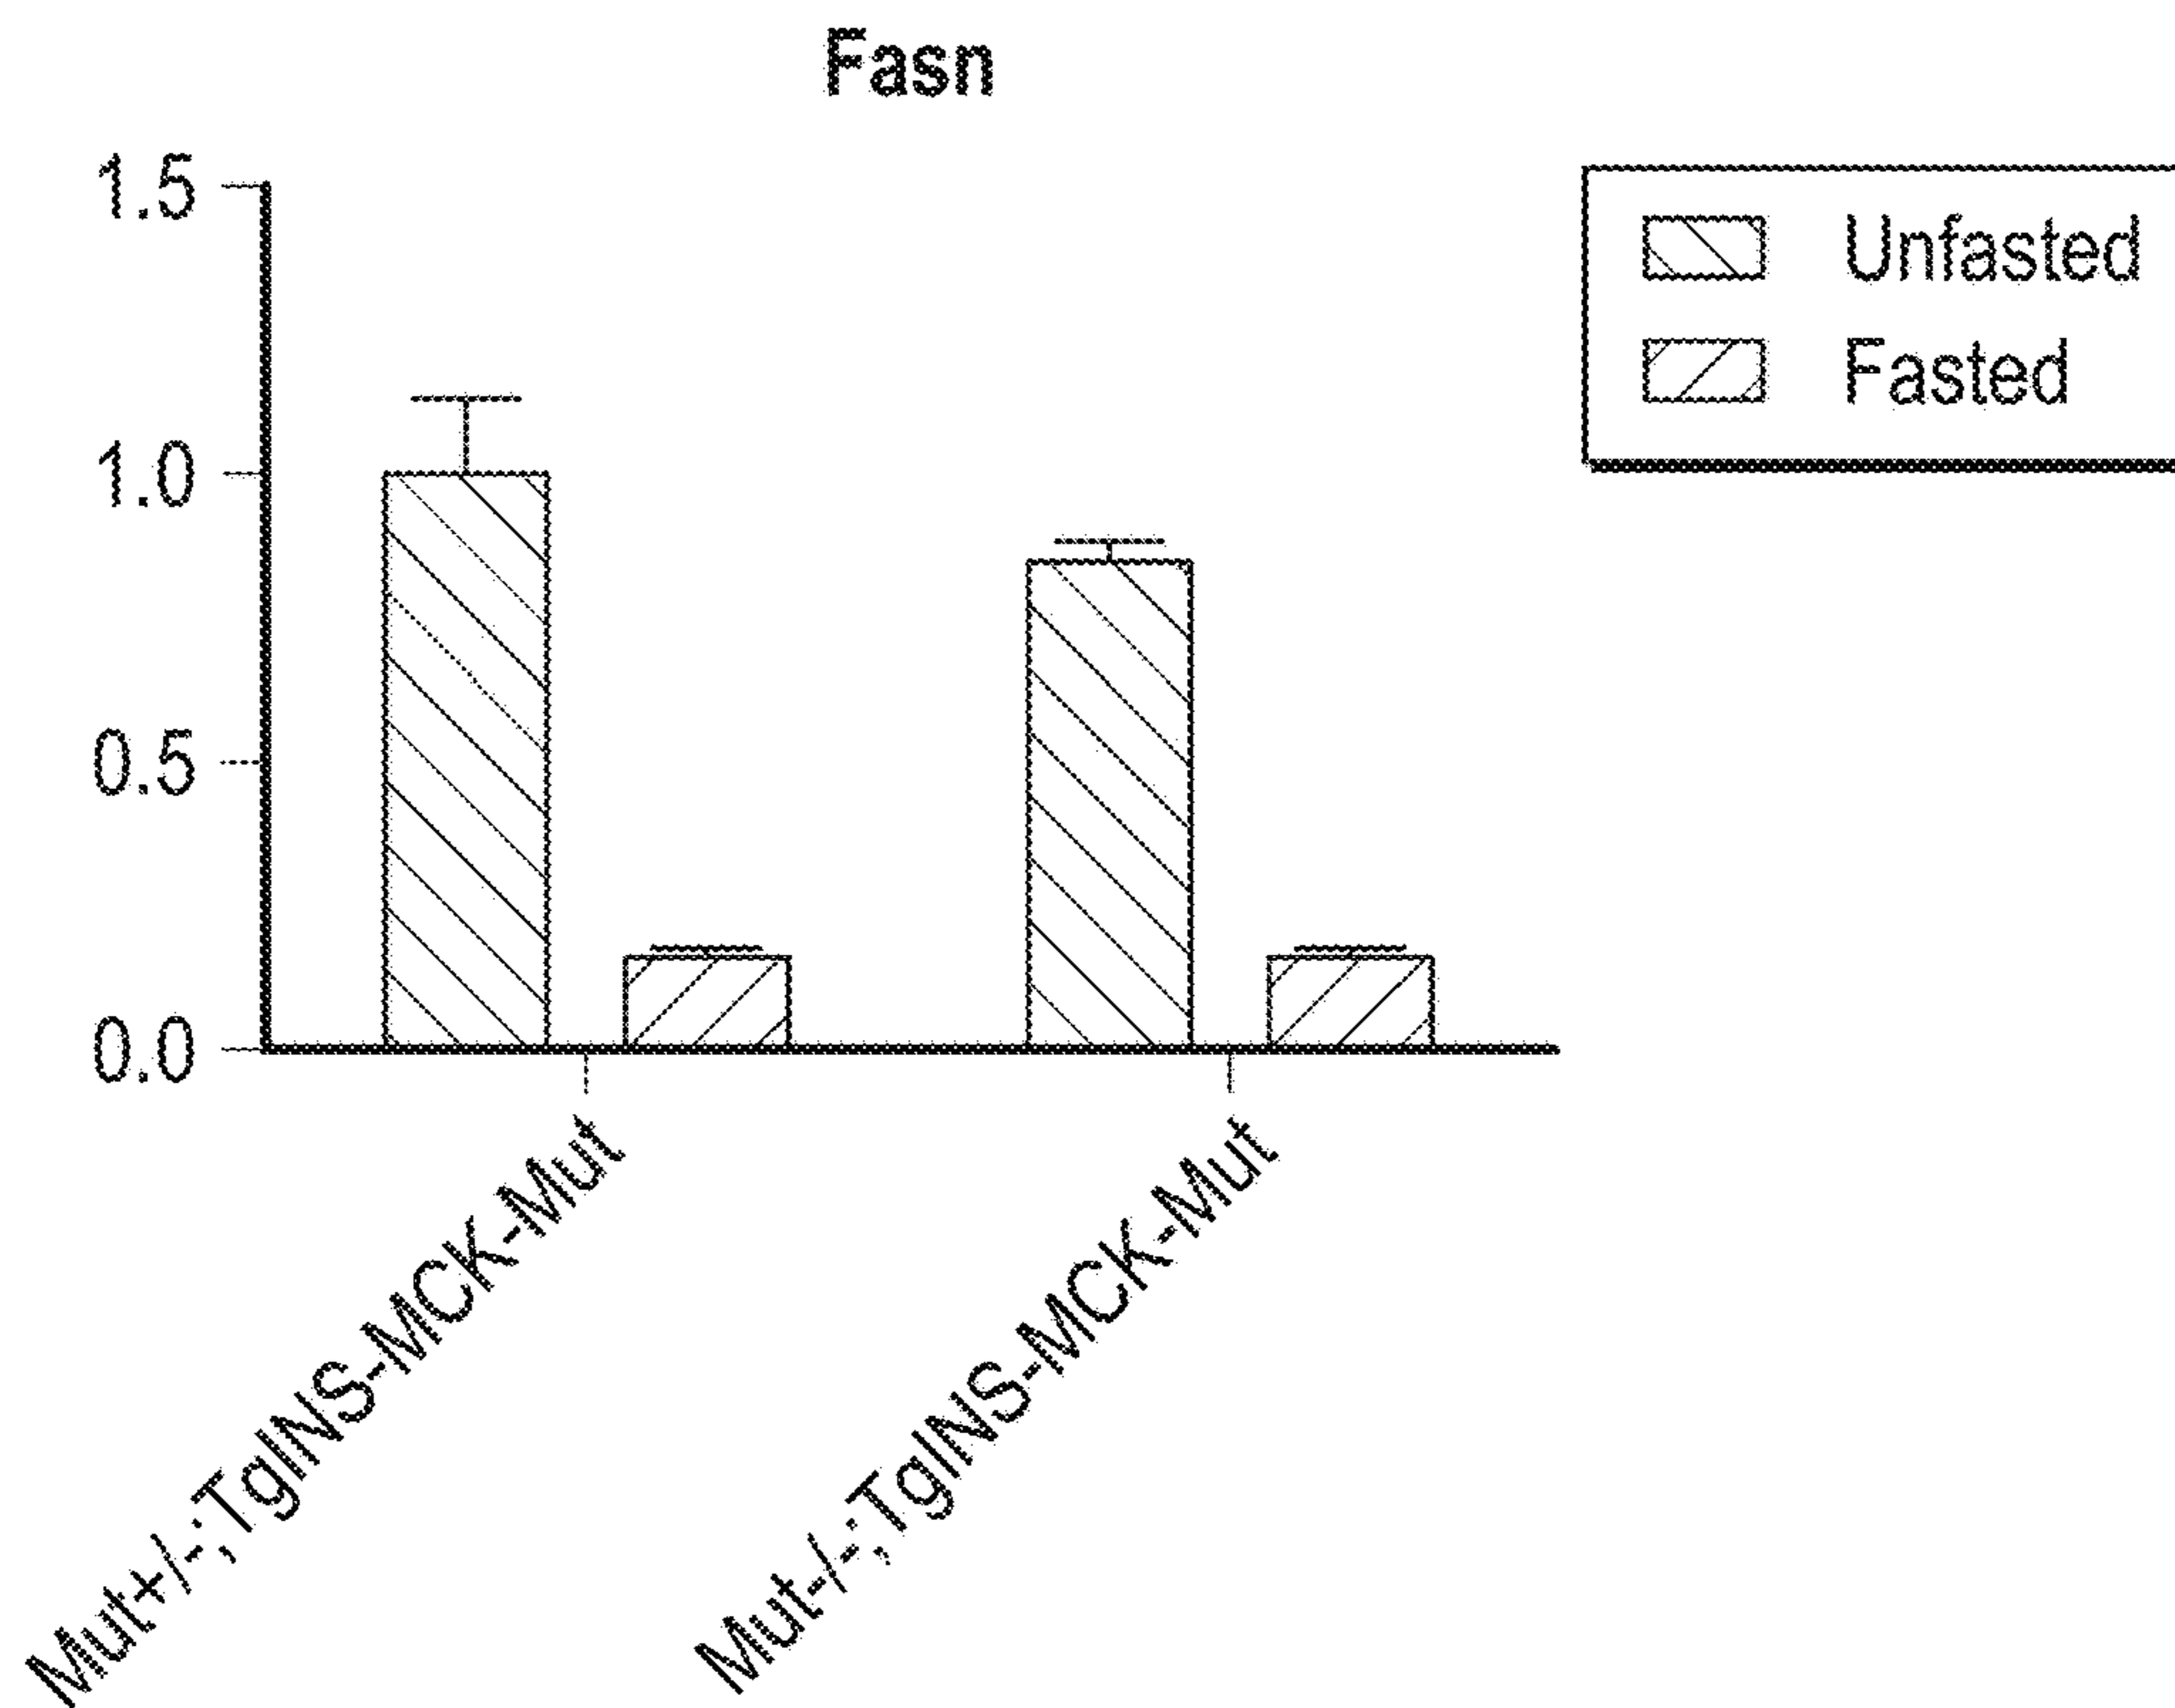 Fasn
1.5
1.0
0.5
0.0
Unfasted
Fasted
Mut+/-;TgINS-MCK-Mut
Mut-/-;TgINS-MCK-Mut